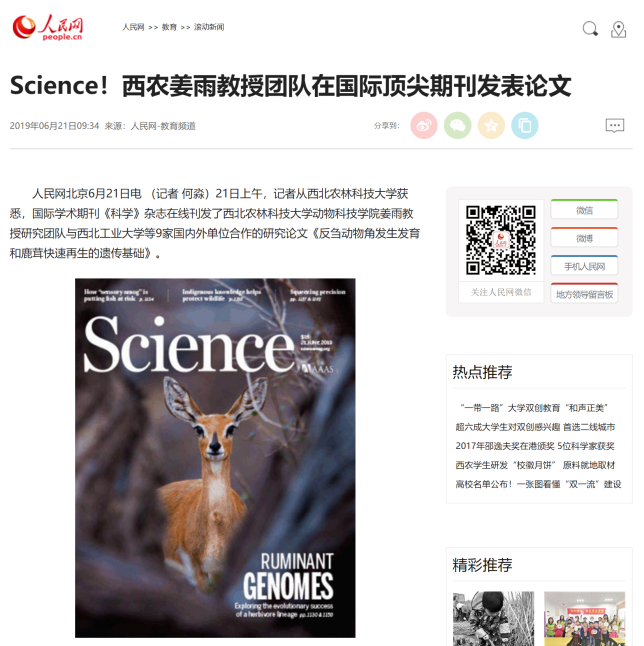 人民网
people.cn
人民网 >> 教育 >> 滚动新闻
Science！西农姜雨教授团队在国际顶尖期刊发表论文
2019年06月21日09:34 来源：人民网-教育频道
分享到：
人民网北京6月21日电 （记者 何淼）21日上午，记者从西北农林科技大学获
悉，国际学术期刊《科学》杂志在线刊发了西北农林科技大学动物科技学院姜雨教
授研究团队与西北工业大学等9家国内外单位合作的研究论文《反刍动物角发生发育
和鹿茸快速再生的遗传基础》。
How "sensory smog" is
putting fish at risk p. 1124
Indigenous knowledge helps
protect wildlife
Squeezing precision
Science
21 JUNE 2019
sciencemag.org
AAAS
RUMINANT
GENOMES
Exploring the evolutionary success
of a herbivore lineage pp. 1130 & 1150
微信
微博
手机人民网
地方领导留言板
关注人民网微信
热点推荐
“一带一路”大学双创教育“和声正美”
超六成大学生对双创感兴趣 首选二线城市
2017年邵逸夫奖在港颁奖 5位科学家获奖
西农学生研发“校徽月饼” 原料就地取材
高校名单公布！一张图看懂“双一流”建设
精彩推荐